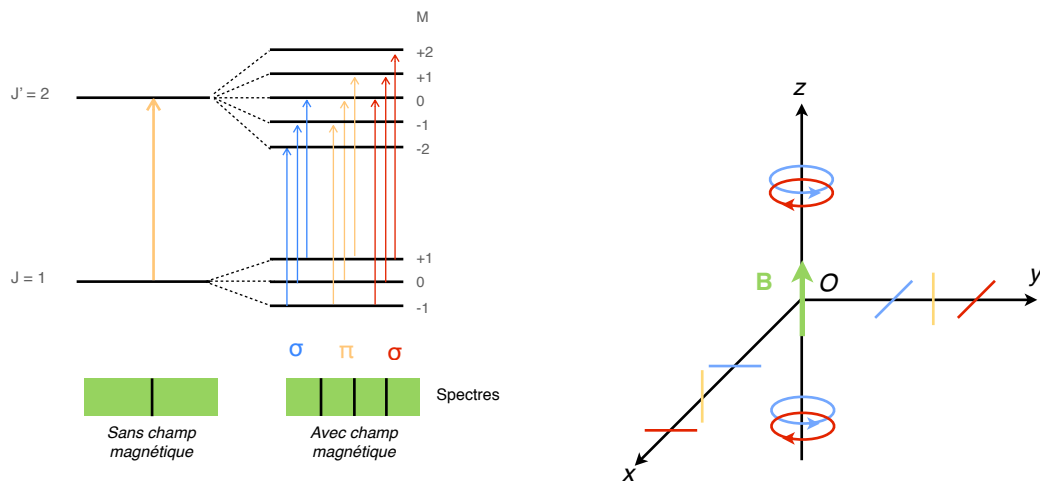 M
+2
+1
J' = 2
0
-1
-2
+1
J = 1
0
-1
σ π σ
Spectres
Sans champ
magnétique
Avec champ
magnétique
z
B
O
y
x